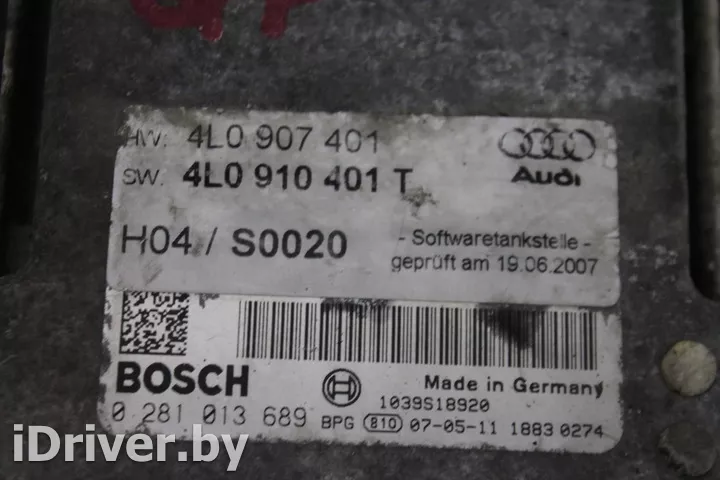 HW: 4L0 907 401
SW: 4L0 910 401 T
Audi
H04 / S0020
- Softwaretankstelle -
geprüft am 19.06.2007
BOSCH
Made in Germany
1039S18920
0 281 013 689 BPG 810 07-05-11 1883 0274
iDriver.by